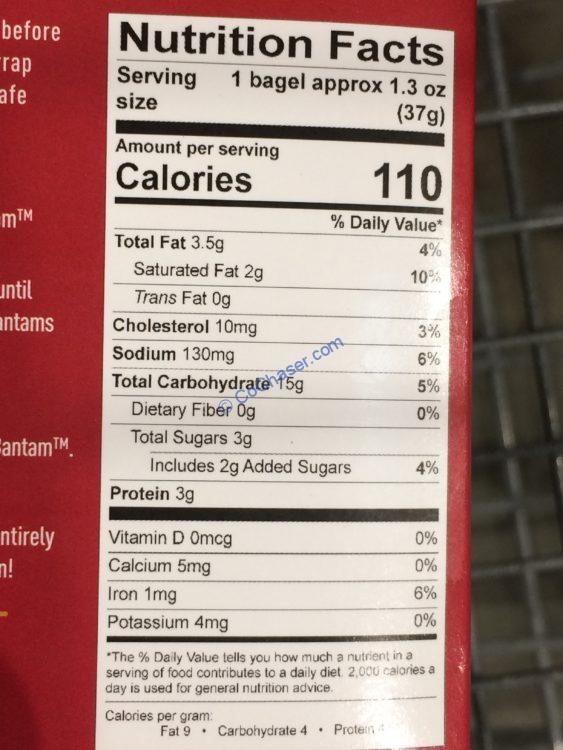 before
rap
afe
m™
until
antams
Bantam™.
ntirely
n!
Nutrition Facts
Serving size 1 bagel approx 1.3 oz (37g)
Amount per serving
Calories 110
% Daily Value*
Total Fat 3.5g 4%
Saturated Fat 2g 10%
Trans Fat 0g
Cholesterol 10mg 3%
Sodium 130mg 6%
Total Carbohydrate 15g 5%
Dietary Fiber 0g 0%
Total Sugars 3g
Includes 2g Added Sugars 4%
Protein 3g
Vitamin D 0mcg 0%
Calcium 5mg 0%
Iron 1mg 6%
Potassium 4mg 0%
*The % Daily Value tells you how much a nutrient in a
serving of food contributes to a daily diet. 2,000 calories a
day is used for general nutrition advice.
Calories per gram:
Fat 9 • Carbohydrate 4 • Protein 4
© CoChaser.com